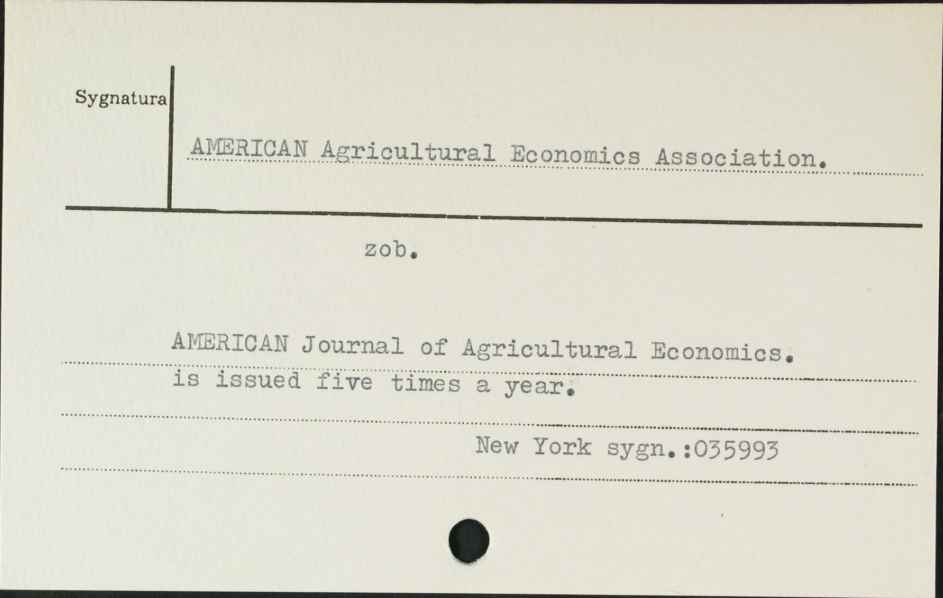 Sygnatura
AMERICAN Agricultural Economics Association.
zob.
AMERICAN Journal of Agricultural Economics.
is issued five times a year.
New York sygn.:035993